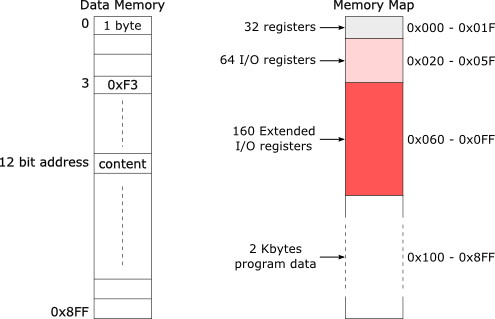 Data Memory
0
1 byte
3
0xF3
12 bit address
content
0x8FF
Memory Map
32 registers
0x000 - 0x01F
64 I/O registers
0x020 - 0x05F
160 Extended
I/O registers
0x060 - 0x0FF
2 Kbytes
program data
0x100 - 0x8FF